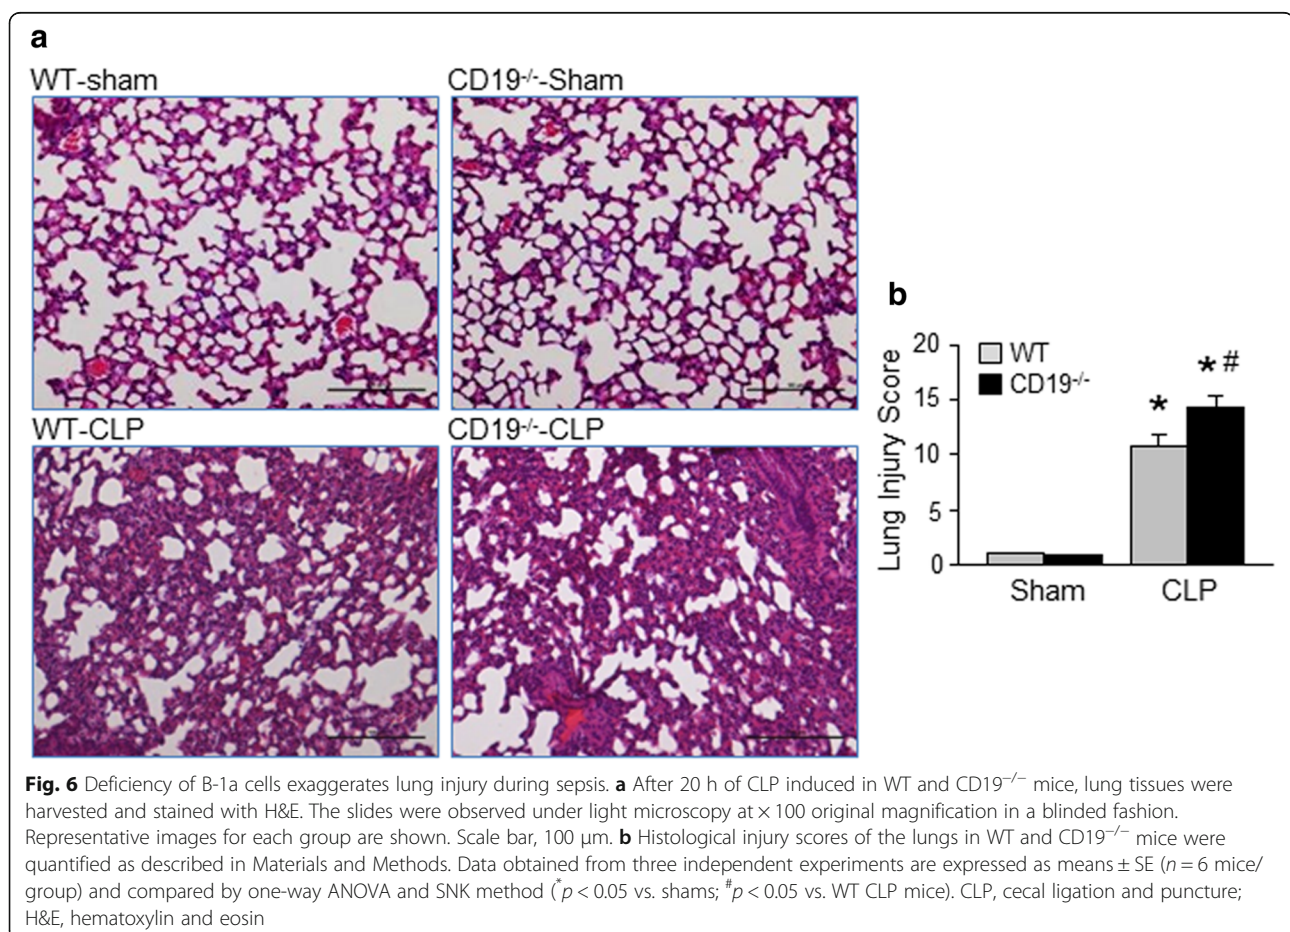 a
WT-sham
CD19-/--Sham
WT-CLP
CD19-/--CLP
b
Lung Injury Score
20
15
10
5
0
WT
CD19-/-
*
* #
Sham
CLP
Fig. 6 Deficiency of B-1a cells exaggerates lung injury during sepsis. a After 20 h of CLP induced in WT and CD19−/− mice, lung tissues were
harvested and stained with H&E. The slides were observed under light microscopy at × 100 original magnification in a blinded fashion.
Representative images for each group are shown. Scale bar, 100 μm. b Histological injury scores of the lungs in WT and CD19−/− mice were
quantified as described in Materials and Methods. Data obtained from three independent experiments are expressed as means ± SE (n = 6 mice/
group) and compared by one-way ANOVA and SNK method (*p < 0.05 vs. shams; #p < 0.05 vs. WT CLP mice). CLP, cecal ligation and puncture;
H&E, hematoxylin and eosin